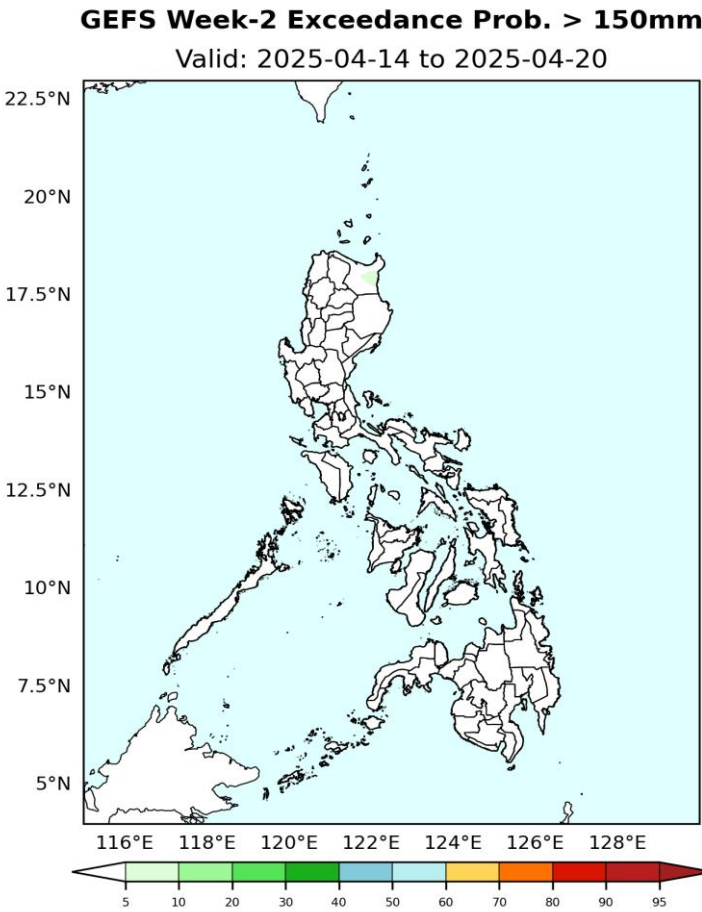 GEFS Week-2 Exceedance Prob. > 150mm
Valid: 2025-04-14 to 2025-04-20
22.5°N
20°N
17.5°N
15°N
12.5°N
10°N
7.5°N
5°N
116°E 118°E 120°E 122°E 124°E 126°E 128°E
5 10 20 30 40 50 60 70 80 90 95